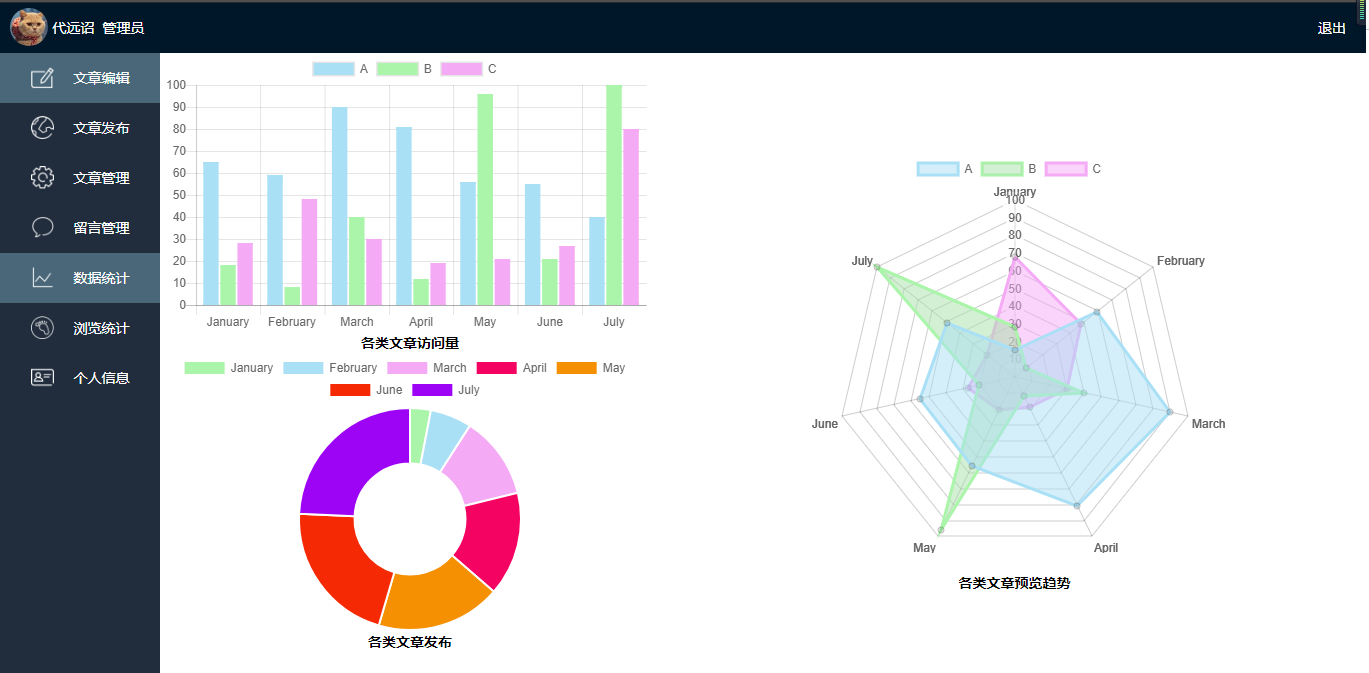 代远诏 管理员
退出
文章编辑
文章发布
文章管理
留言管理
数据统计
浏览统计
个人信息
A B C
100
90
80
70
60
50
40
30
20
10
0
January February March April May June July
各类文章访问量
January February March April May
June July
各类文章发布
A B C
January
100
90
80
70
60
50
40
30
20
10
February
March
April
May
June
July
各类文章预览趋势